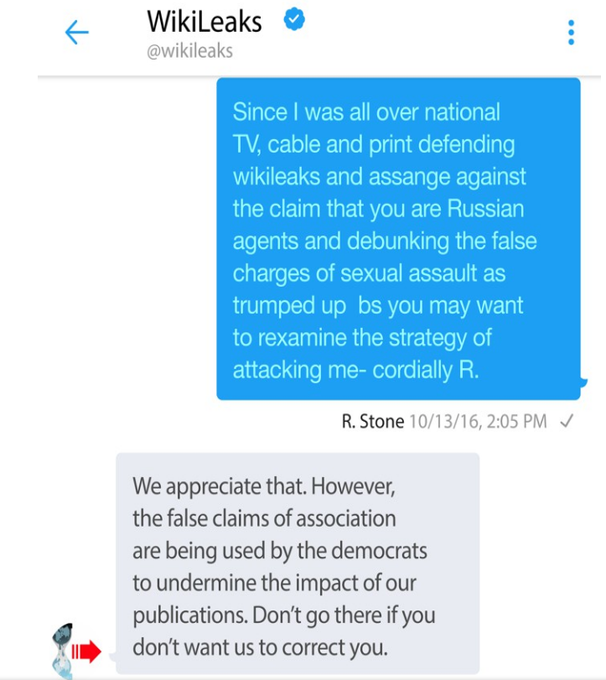 WikiLeaks
@wikileaks
Since I was all over national
TV, cable and print defending
wikileaks and assange against
the claim that you are Russian
agents and debunking the false
charges of sexual assault as
trumped up  bs you may want
to rexamine the strategy of
attacking me- cordially R.
R. Stone 10/13/16, 2:05 PM ✓
We appreciate that. However,
the false claims of association
are being used by the democrats
to undermine the impact of our
publications. Don't go there if you
don't want us to correct you.